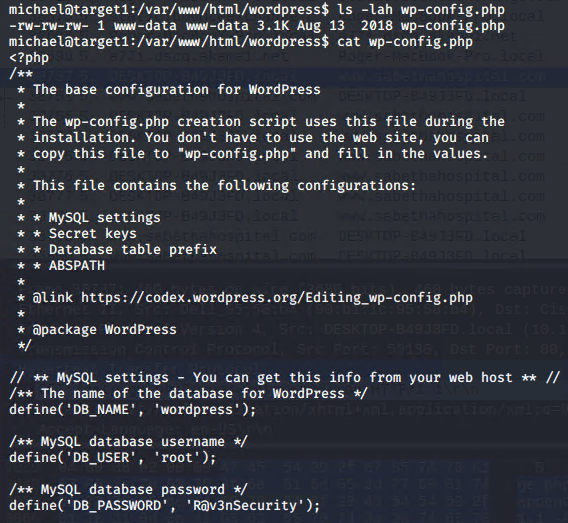 michael@target1:/var/www/html/wordpress$ ls -lah wp-config.php
-rw-rw-rw- 1 www-data www-data 3.1K Aug 13  2018 wp-config.php
michael@target1:/var/www/html/wordpress$ cat wp-config.php
<?php
/**
 * The base configuration for WordPress
 *
 * The wp-config.php creation script uses this file during the
 * installation. You don't have to use the web site, you can
 * copy this file to "wp-config.php" and fill in the values.
 *
 * This file contains the following configurations:
 *
 * * MySQL settings
 * * Secret keys
 * * Database table prefix
 * * ABSPATH
 *
 * @link https://codex.wordpress.org/Editing_wp-config.php
 *
 * @package WordPress
 */

// ** MySQL settings - You can get this info from your web host ** //
/** The name of the database for WordPress */
define('DB_NAME', 'wordpress');

/** MySQL database username */
define('DB_USER', 'root');

/** MySQL database password */
define('DB_PASSWORD', 'R@v3nSecurity');